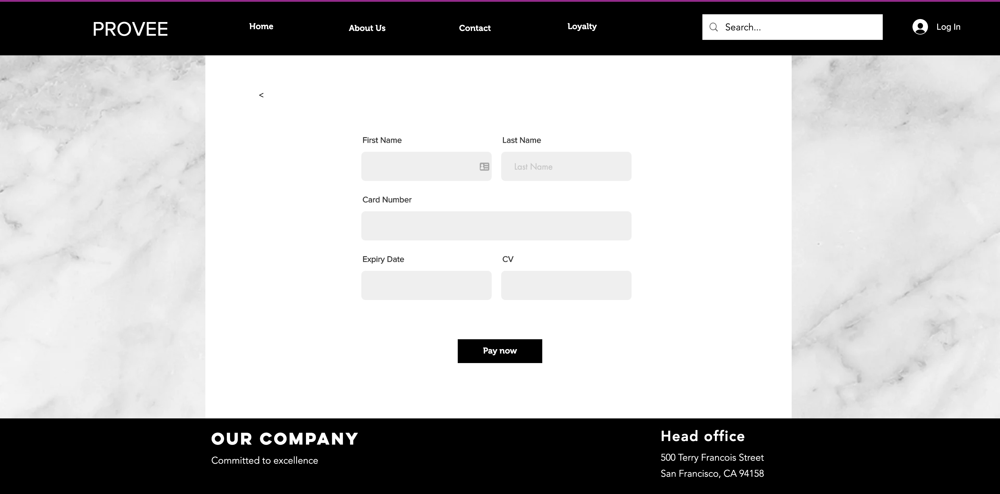 PROVEE
Home
About Us
Contact
Loyalty
Search...
Log In
<
First Name
Last Name
Last Name
Card Number
Expiry Date
CV
Pay now
OUR COMPANY
Committed to excellence
Head office
500 Terry Francois Street
San Francisco, CA 94158